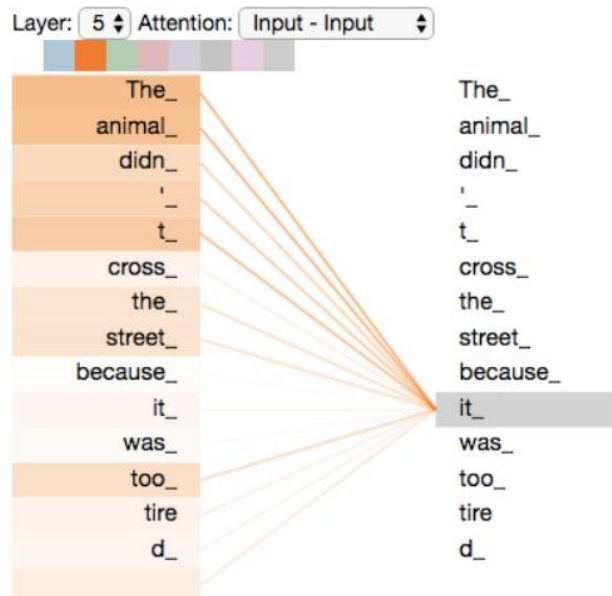 Layer: 5 Attention: Input - Input
The_ The_
animal_ animal_
didn_ didn_
'_ '_
t_ t_
cross_ cross_
the_ the_
street_ street_
because_ because_
it_ it_
was_ was_
too_ too_
tire tire
d_ d_